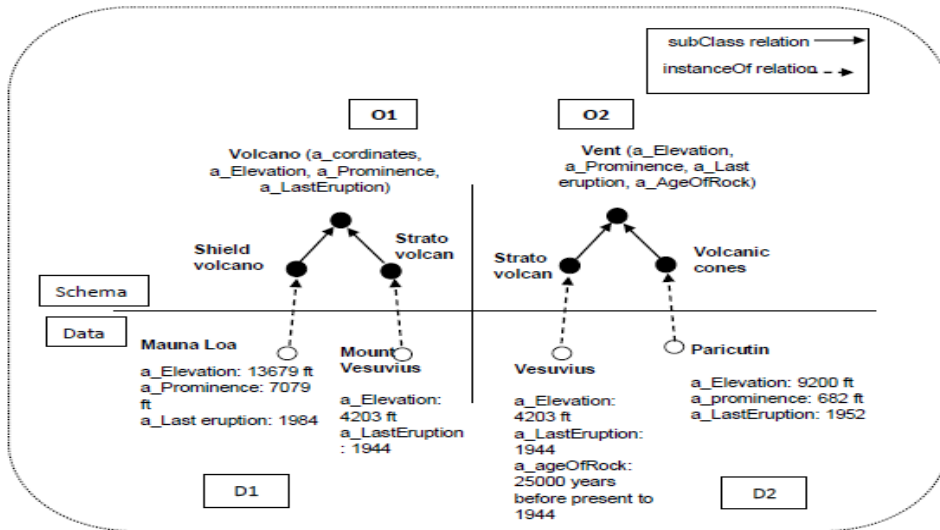 subClass relation
instanceOf relation
O1
O2
Volcano (a_cordinates,
a_Elevation, a_Prominence,
a_LastEruption)
Vent (a_Elevation,
a_Prominence, a_Last
eruption, a_AgeOfRock)
Shield
volcano
Strato
volcan
Strato
volcan
Volcanic
cones
Schema
Data
Mauna Loa
a_Elevation: 13679 ft
a_Prominence: 7079
ft
a_Last eruption: 1984
Mount
Vesuvius
a_Elevation:
4203 ft
a_LastEruption
: 1944
Vesuvius
a_Elevation:
4203 ft
a_LastEruption:
1944
a_ageOfRock:
25000 years
before present to
1944
Paricutin
a_Elevation: 9200 ft
a_prominence: 682 ft
a_LastEruption: 1952
D1
D2